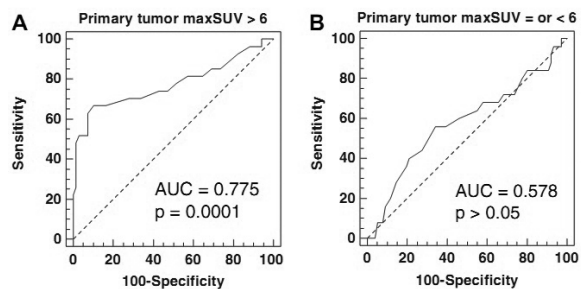 A
Primary tumor maxSUV > 6
Sensitivity
100
80
60
40
20
0
AUC = 0.775
p = 0.0001
0 20 40 60 80 100
100-Specificity
B
Primary tumor maxSUV = or < 6
Sensitivity
100
80
60
40
20
0
AUC = 0.578
p > 0.05
0 20 40 60 80 100
100-Specificity